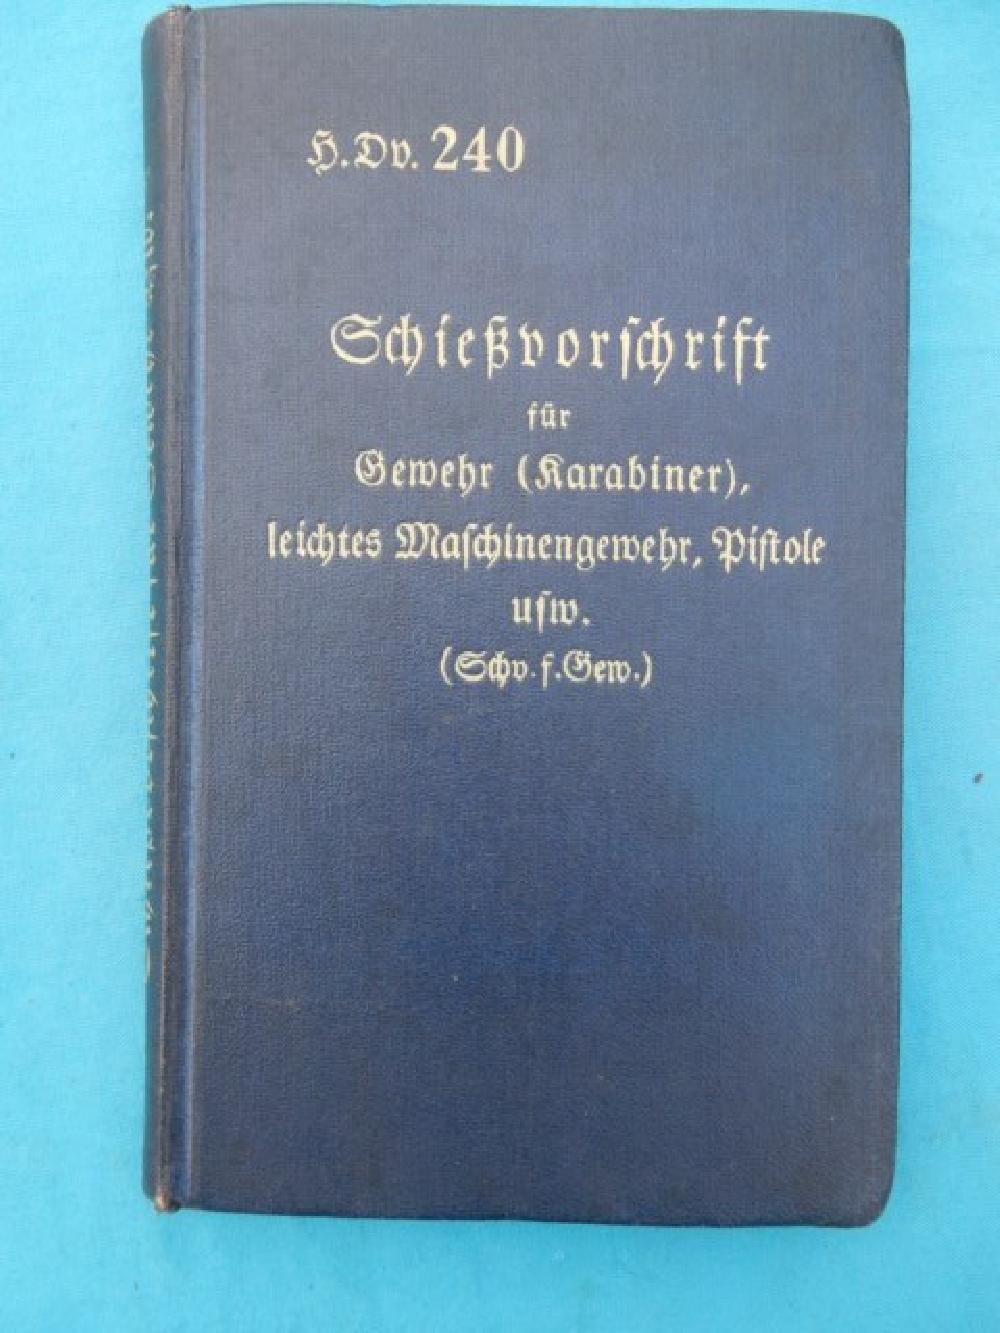 H.Dv. 240
Schießvorſchrift
für
Gewehr (Karabiner),
leichtes Maſchinengewehr, Piſtole
uſw.
(Schv. f. Gew.)